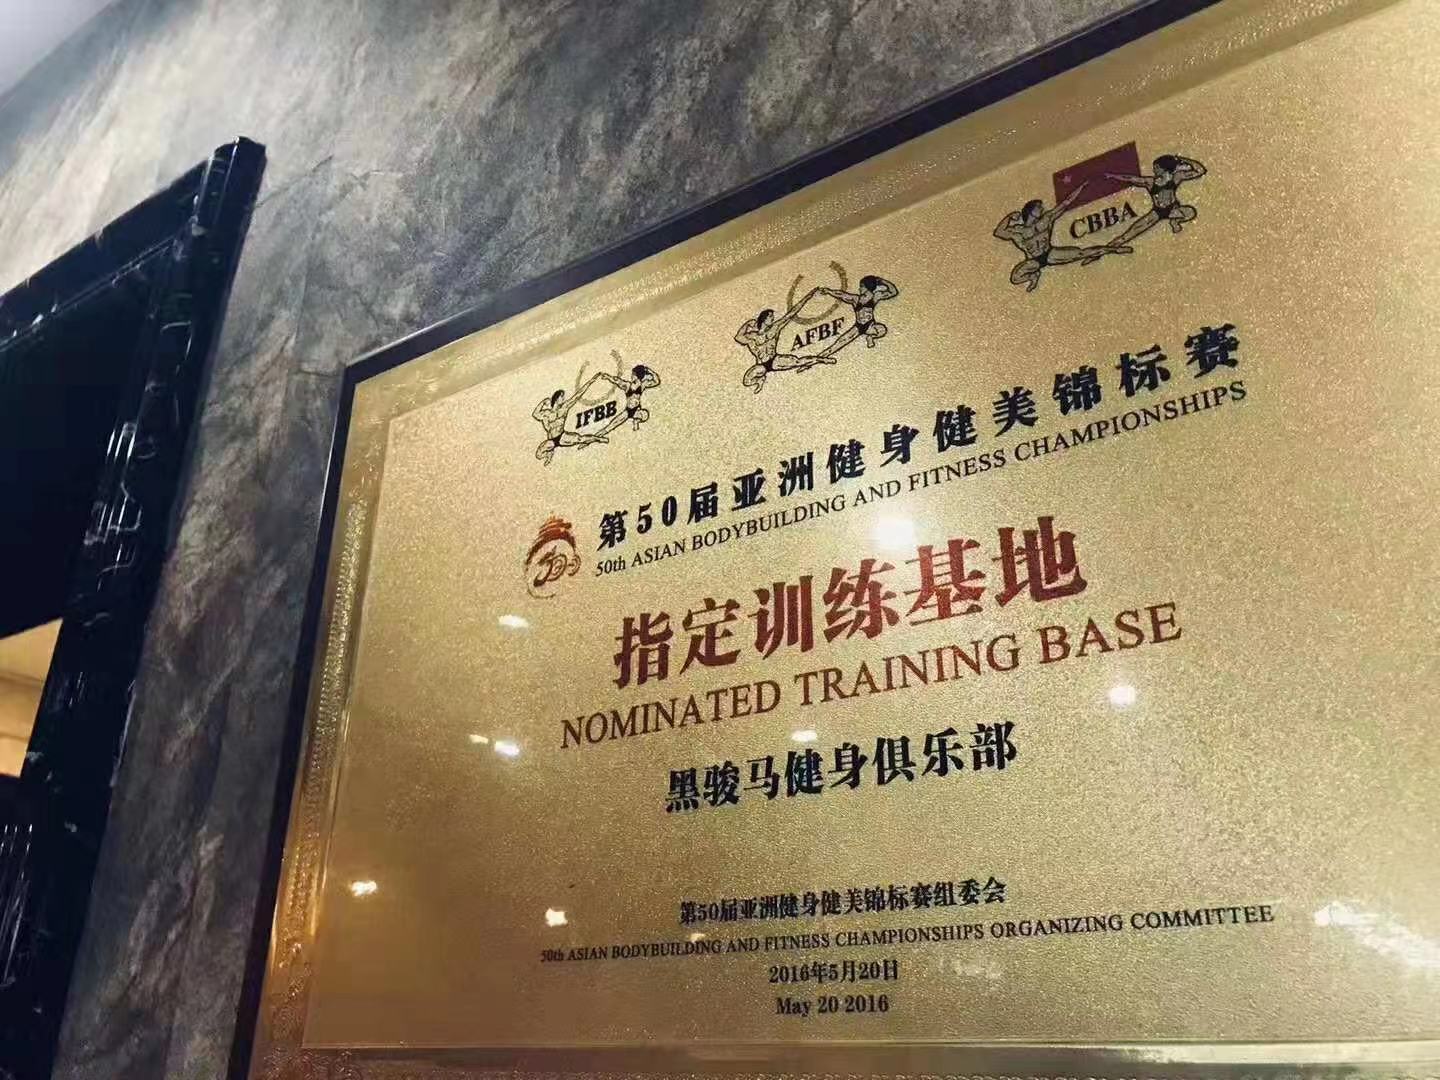 IFBB
AFBF
CBBA
第50届亚洲健身健美锦标赛
50th ASIAN BODYBUILDING AND FITNESS CHAMPIONSHIPS
指定训练基地
NOMINATED TRAINING BASE
黑骏马健身俱乐部
第50届亚洲健身健美锦标赛组委会
50th ASIAN BODYBUILDING AND FITNESS CHAMPIONSHIPS ORGANIZING COMMITTEE
2016年5月20日
May 20 2016